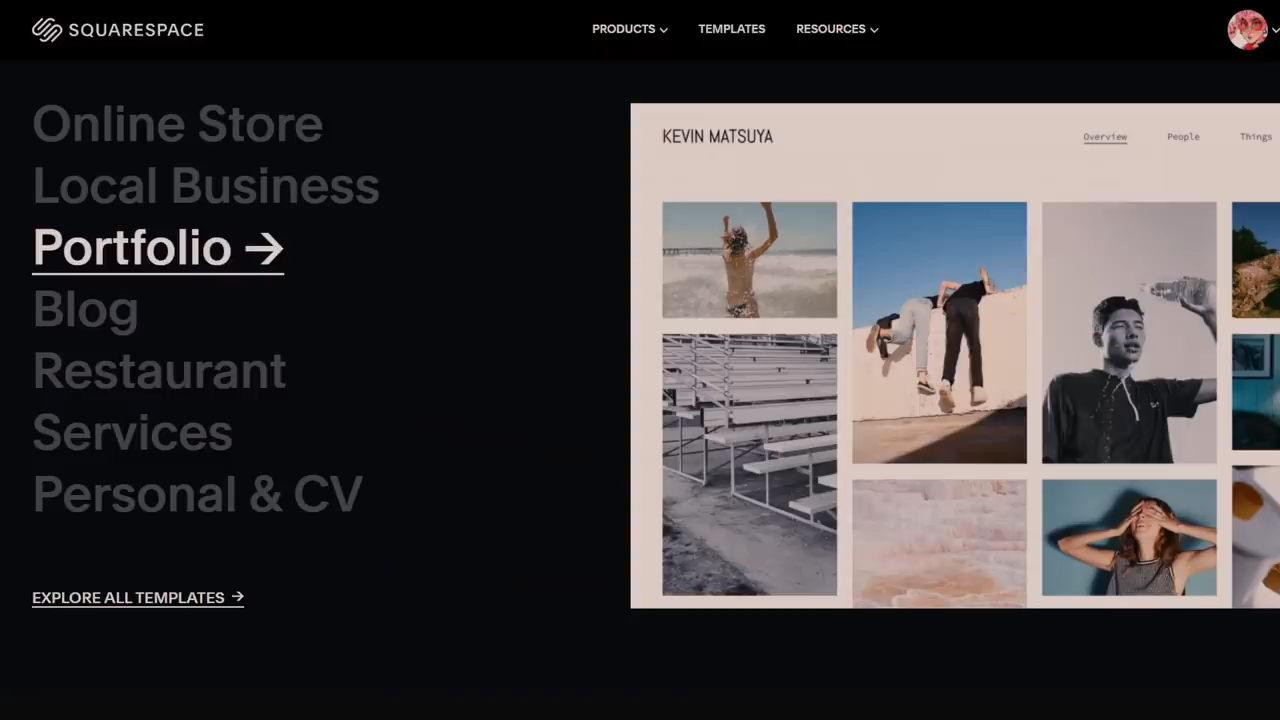 SQUARESPACE
PRODUCTS
TEMPLATES
RESOURCES
Online Store
Local Business
Portfolio →
Blog
Restaurant
Services
Personal & CV
EXPLORE ALL TEMPLATES →
KEVIN MATSUYA
Overview
People
Things